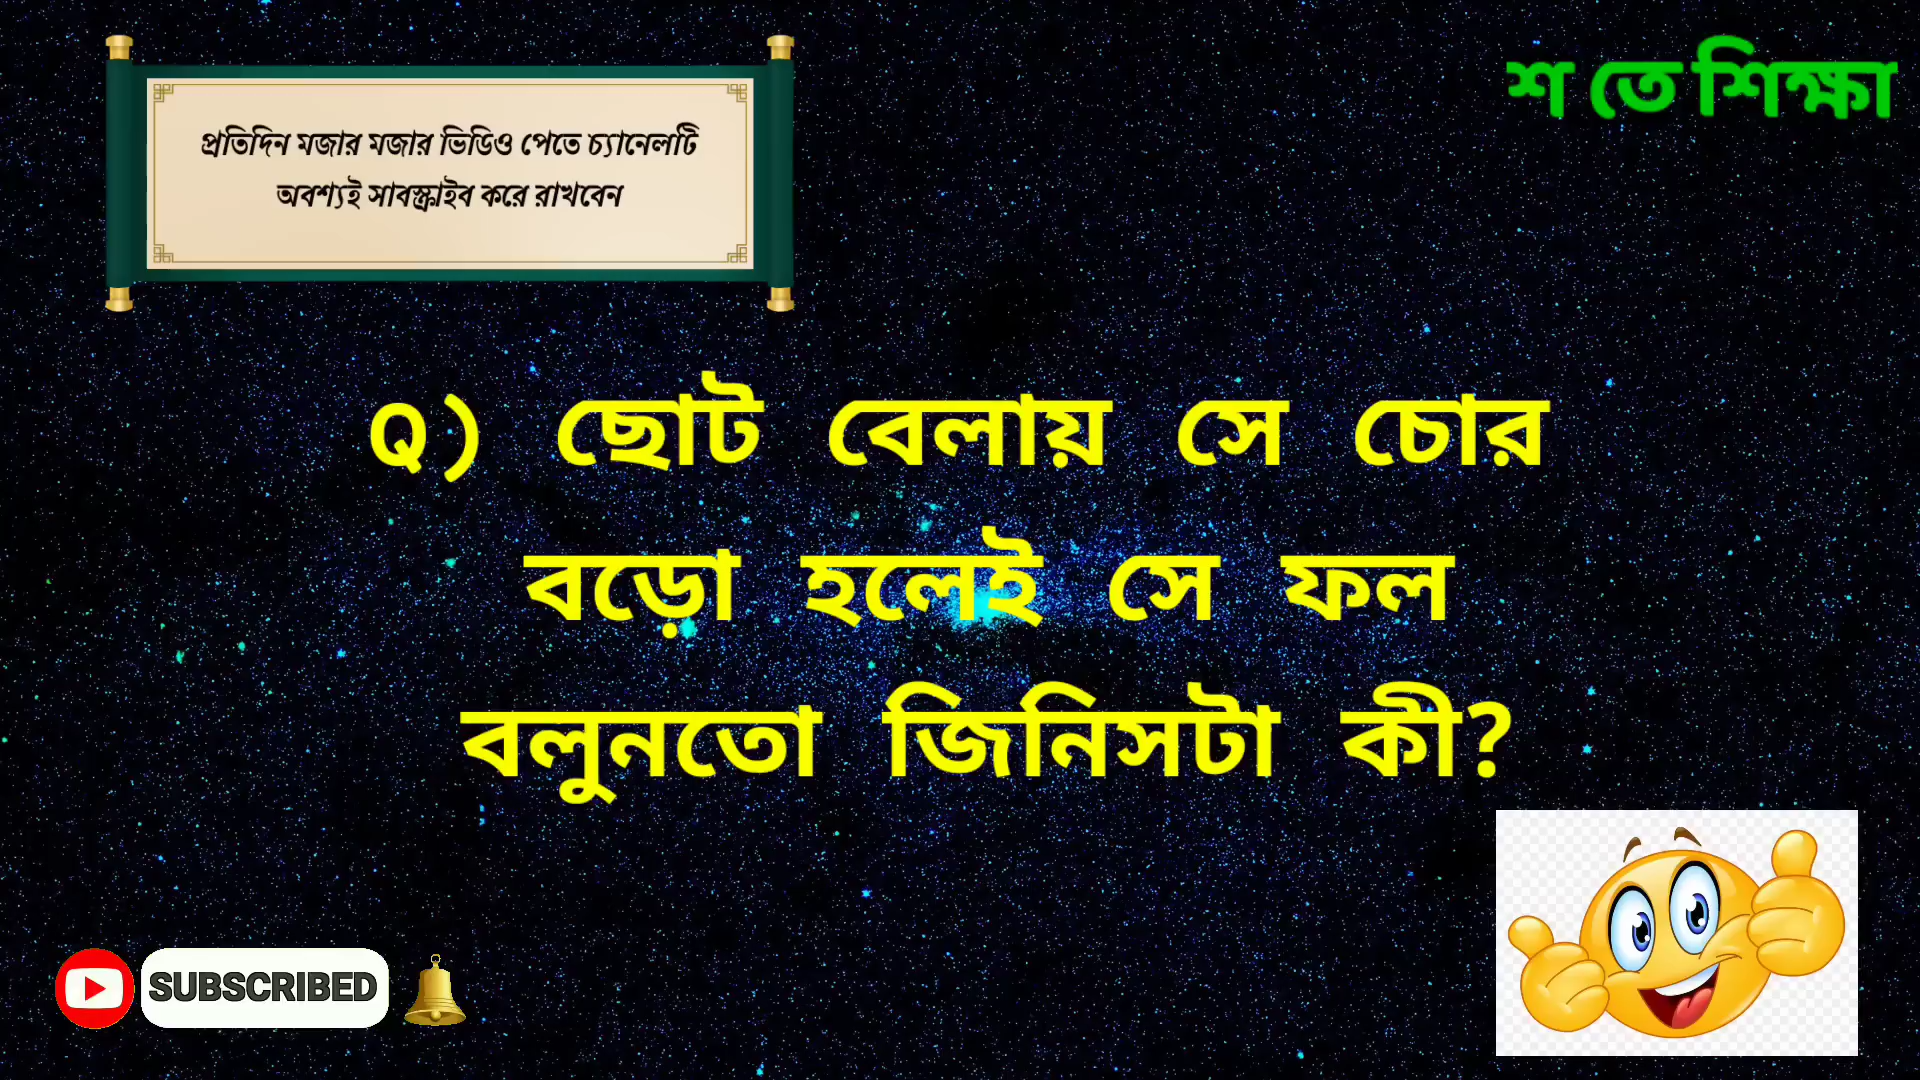 প্রতিদিন মজার মজার ভিডিও পেতে চ্যানেলটি
অবশ্যই সাবস্ক্রাইব করে রাখবেন
শ তে শিক্ষা
Q) ছোট বেলায় সে চোর
বড়ো হলেই সে ফল
বলুনতো জিনিসটা কী?
SUBSCRIBED